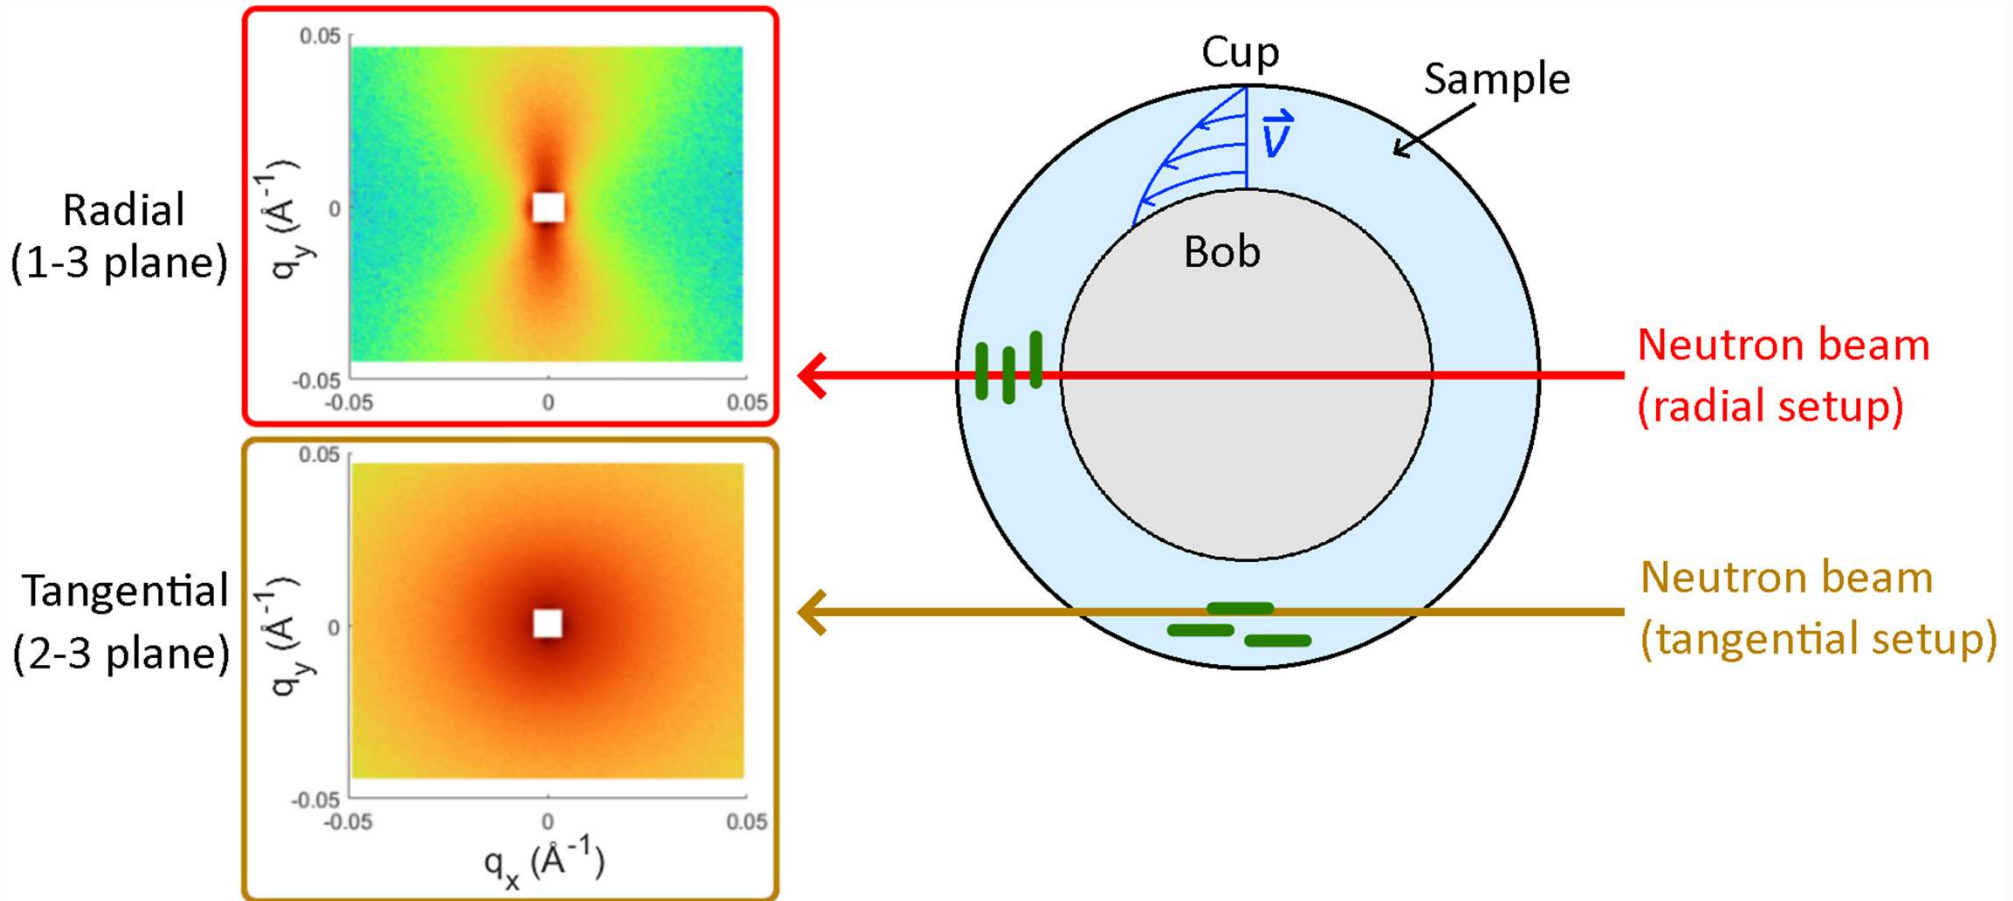 Radial
(1-3 plane)
0.05
0
-0.05
q_y (Å^-1)
-0.05
0
0.05
Tangential
(2-3 plane)
0.05
0
-0.05
q_y (Å^-1)
-0.05
0
0.05
q_x (Å^-1)
Cup
Sample
V
Bob
Neutron beam
(radial setup)
Neutron beam
(tangential setup)